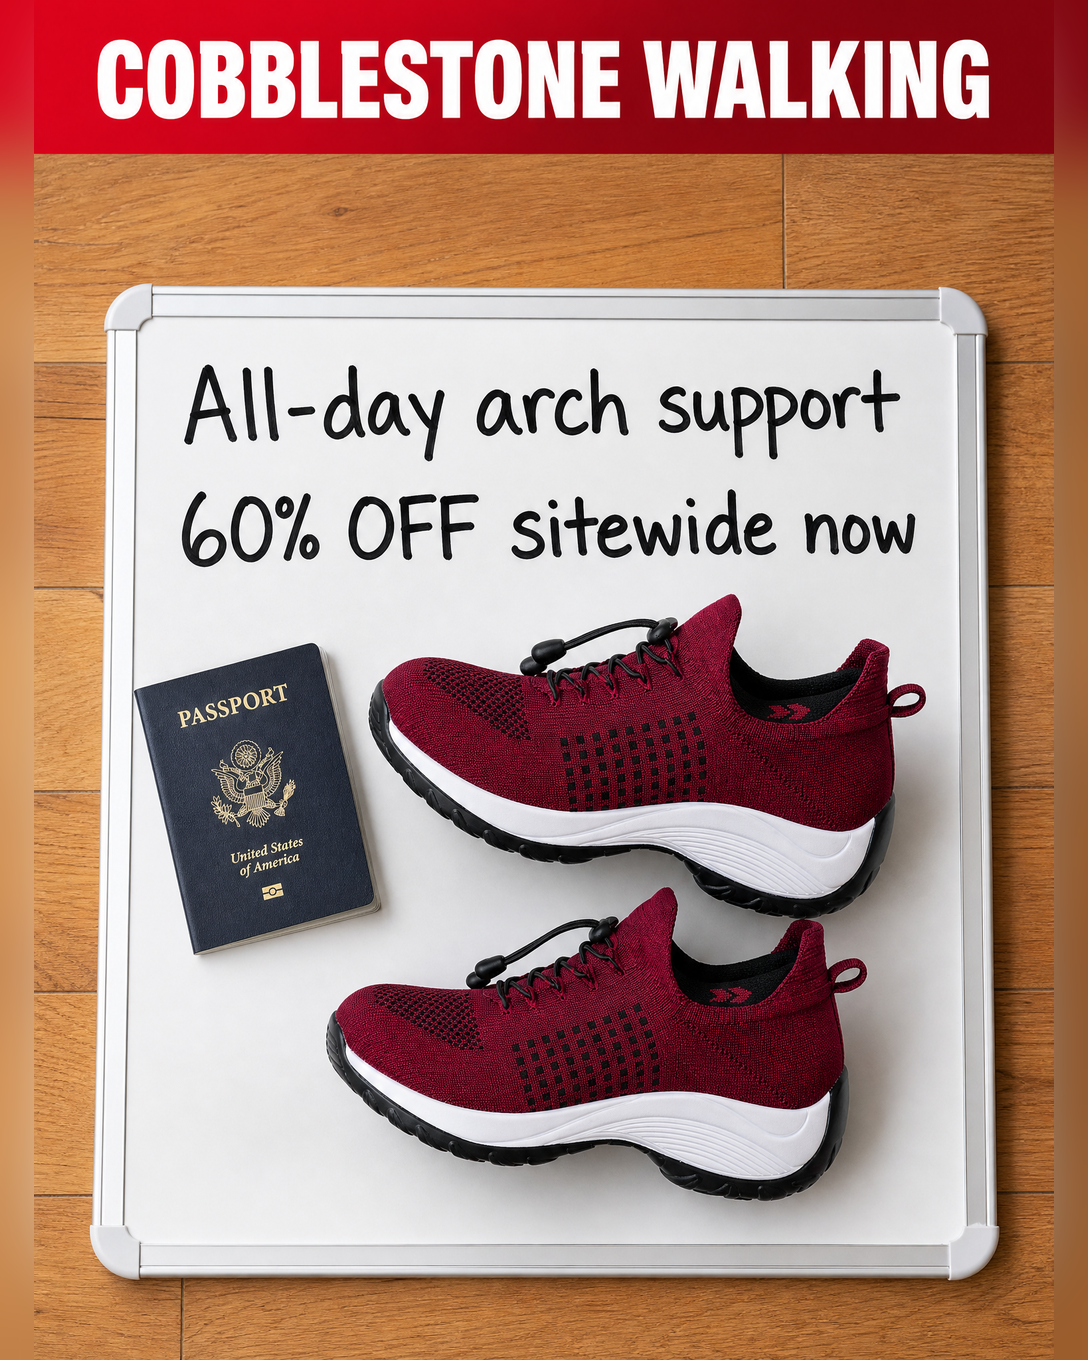 COBBLESTONE WALKING
All-day arch support
60% OFF sitewide now
PASSPORT
United States
of America